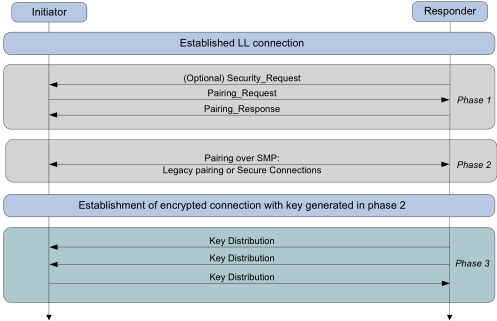 Initiator
Responder
Established LL connection
(Optional) Security_Request
Pairing_Request
Pairing_Response
Phase 1
Pairing over SMP:
Legacy pairing or Secure Connections
Phase 2
Establishment of encrypted connection with key generated in phase 2
Key Distribution
Key Distribution
Key Distribution
Phase 3